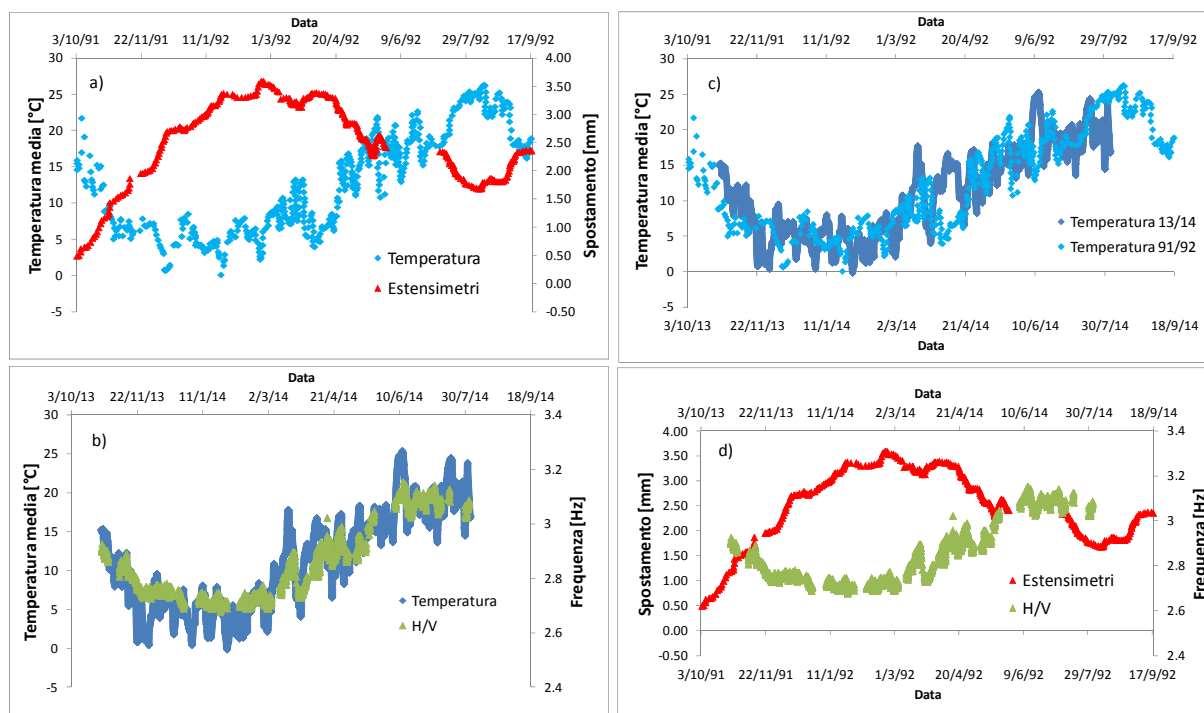 Data
3/10/91 22/11/91 11/1/92 1/3/92 20/4/92 9/6/92 29/7/92 17/9/92
a)
Temperatura media [°C]
30
25
20
15
10
5
0
-5
Spostamento [mm]
4.00
3.50
3.00
2.50
2.00
1.50
1.00
0.50
0.00
-0.50
Temperatura
Estensimetri
Data
3/10/91 22/11/91 11/1/92 1/3/92 20/4/92 9/6/92 29/7/92 17/9/92
c)
Temperatura media [°C]
30
25
20
15
10
5
0
-5
Temperatura 13/14
Temperatura 91/92
3/10/13 22/11/13 11/1/14 2/3/14 21/4/14 10/6/14 30/7/14 18/9/14
Data
Data
3/10/13 22/11/13 11/1/14 2/3/14 21/4/14 10/6/14 30/7/14 18/9/14
b)
Temperatura media [°C]
30
25
20
15
10
5
0
-5
Frequenza [Hz]
3.4
3.2
3.0
2.8
2.6
2.4
Temperatura
H/V
Data
3/10/13 22/11/13 11/1/14 2/3/14 21/4/14 10/6/14 30/7/14 18/9/14
d)
Spostamento [mm]
4.00
3.50
3.00
2.50
2.00
1.50
1.00
0.50
0.00
-0.50
Frequenza [Hz]
3.4
3.2
3.0
2.8
2.6
2.4
Estensimetri
H/V
3/10/91 22/11/91 11/1/92 1/3/92 20/4/92 9/6/92 29/7/92 17/9/92
Data